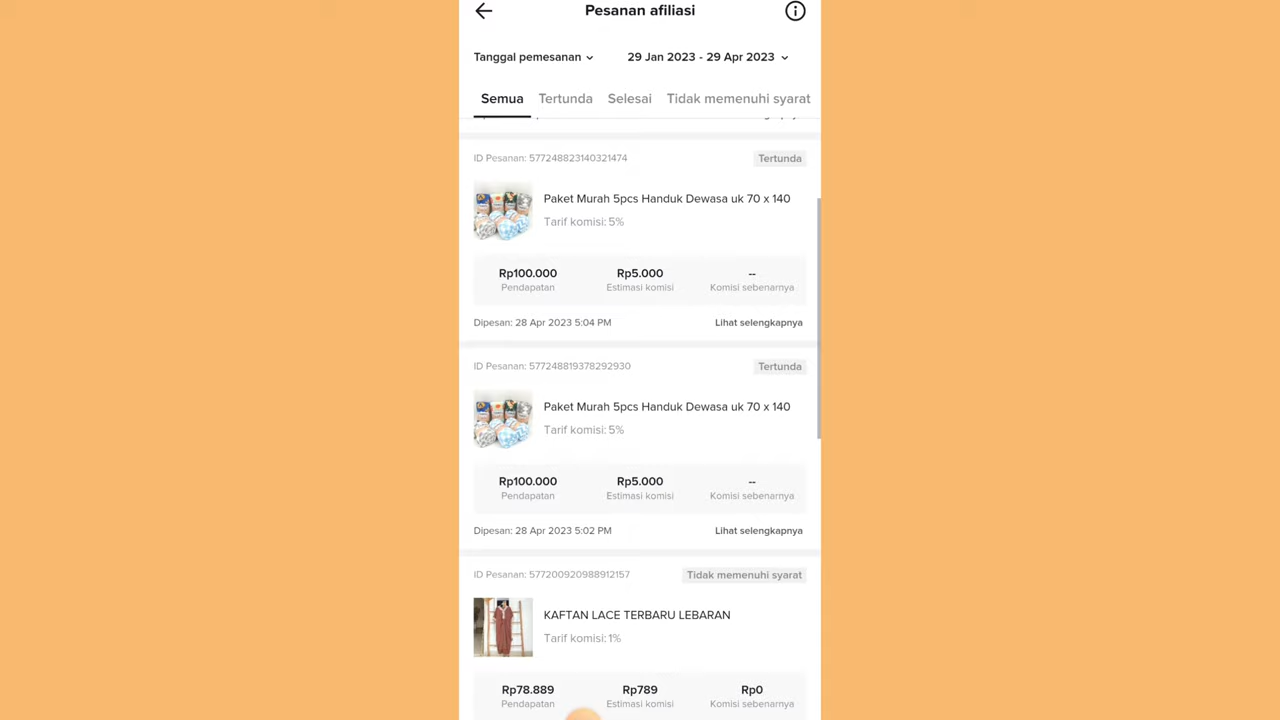 Pesanan afiliasi
Tanggal pemesanan 29 Jan 2023 - 29 Apr 2023
Semua Tertunda Selesai Tidak memenuhi syarat
ID Pesanan: 577248823140321474 Tertunda
Paket Murah 5pcs Handuk Dewasa uk 70 x 140
Tarif komisi: 5%
Rp100.000 Rp5.000 --
Pendapatan Estimasi komisi Komisi sebenarnya
Dipesan: 28 Apr 2023 5:04 PM Lihat selengkapnya
ID Pesanan: 577248819378292930 Tertunda
Paket Murah 5pcs Handuk Dewasa uk 70 x 140
Tarif komisi: 5%
Rp100.000 Rp5.000 --
Pendapatan Estimasi komisi Komisi sebenarnya
Dipesan: 28 Apr 2023 5:02 PM Lihat selengkapnya
ID Pesanan: 577200920988912157 Tidak memenuhi syarat
KAFTAN LACE TERBARU LEBARAN
Tarif komisi: 1%
Rp78.889 Rp789 Rp0
Pendapatan Estimasi komisi Komisi sebenarnya